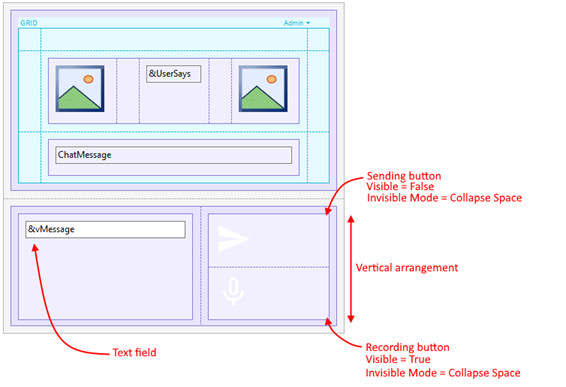 GRID
Admin
&UserSays
ChatMessage
Sending button
Visible = False
Invisible Mode = Collapse Space
&vMessage
Vertical arrangement
Text field
Recording button
Visible = True
Invisible Mode = Collapse Space